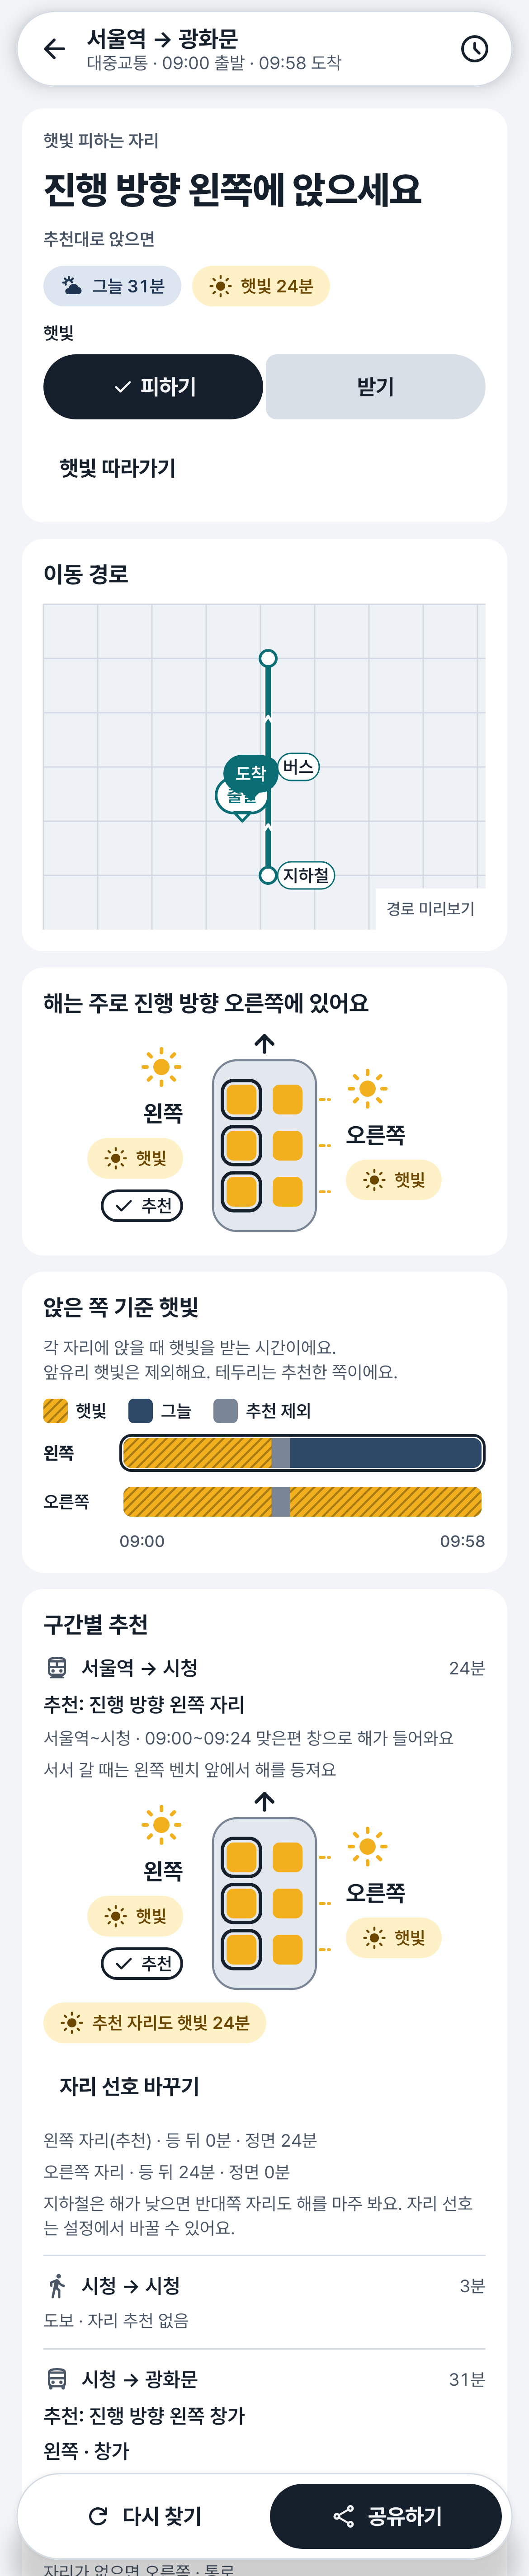 서울역 → 광화문
대중교통 · 09:00 출발 · 09:58 도착
햇빛 피하는 자리
진행 방향 왼쪽에 앉으세요
추천대로 앉으면
그늘 31분
햇빛 24분
햇빛
피하기
받기
햇빛 따라가기
이동 경로
버스
도착
출발
지하철
경로 미리보기
해는 주로 진행 방향 오른쪽에 있어요
왼쪽
햇빛
추천
오른쪽
햇빛
앉은 쪽 기준 햇빛
각 자리에 앉을 때 햇빛을 받는 시간이에요.
앞유리 햇빛은 제외해요. 테두리는 추천한 쪽이에요.
햇빛 그늘 추천 제외
왼쪽
오른쪽
09:00 09:58
구간별 추천
서울역 → 시청 24분
추천: 진행 방향 왼쪽 자리
서울역~시청 · 09:00~09:24 맞은편 창으로 해가 들어와요
서서 갈 때는 왼쪽 벤치 앞에서 해를 등져요
왼쪽
햇빛
추천
오른쪽
햇빛
추천 자리도 햇빛 24분
자리 선호 바꾸기
왼쪽 자리(추천) · 등 뒤 0분 · 정면 24분
오른쪽 자리 · 등 뒤 24분 · 정면 0분
지하철은 해가 낮으면 반대쪽 자리도 해를 마주 봐요. 자리 선호
는 설정에서 바꿀 수 있어요.
시청 → 시청 3분
도보 · 자리 추천 없음
시청 → 광화문 31분
추천: 진행 방향 왼쪽 창가
왼쪽 · 창가
다시 찾기
공유하기
자리가 없으면 오른쪽 · 통로